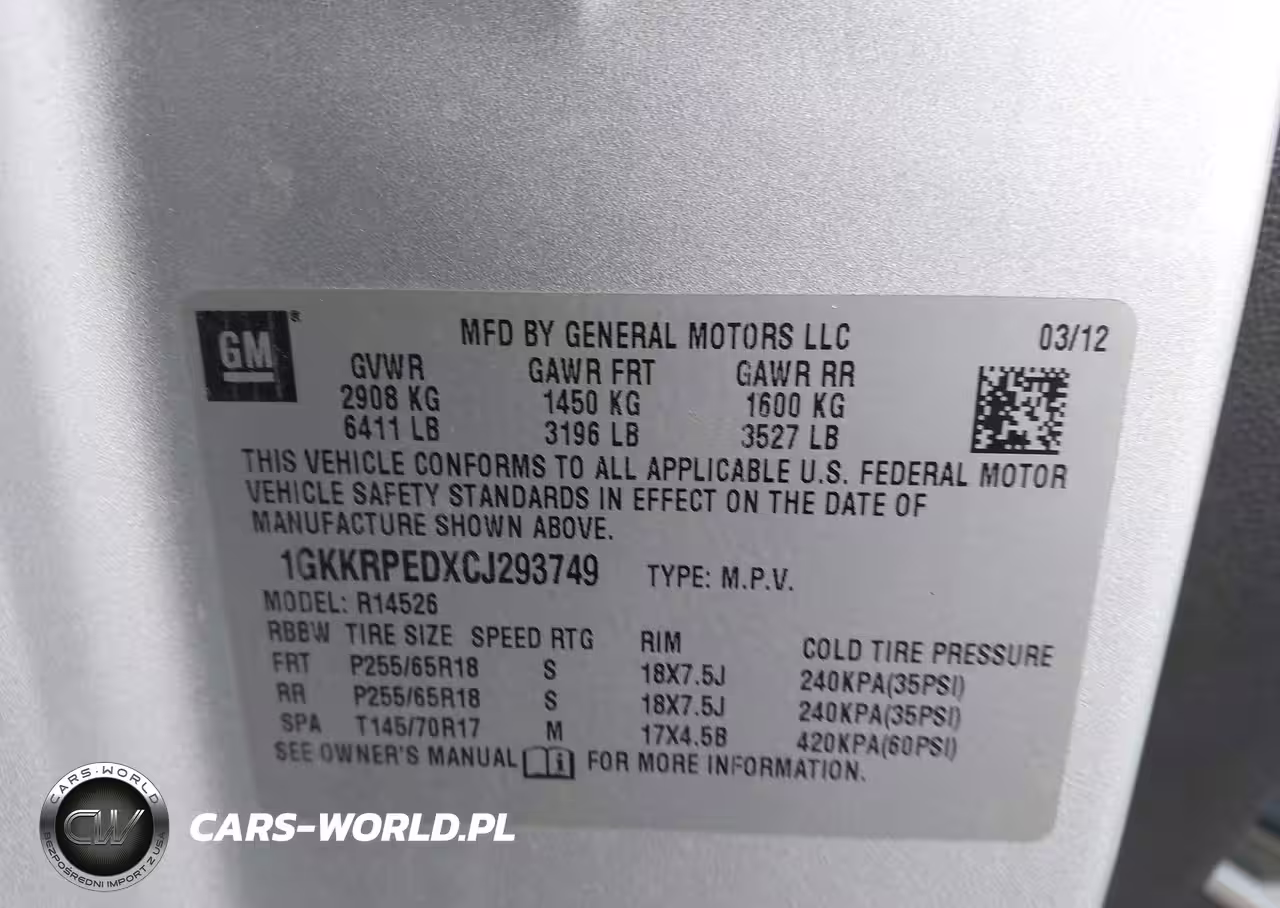 GM®
MFD BY GENERAL MOTORS LLC 03/12
GVWR GAWR FRT GAWR RR
2908 KG 1450 KG 1600 KG
6411 LB 3196 LB 3527 LB
THIS VEHICLE CONFORMS TO ALL APPLICABLE U.S. FEDERAL MOTOR
VEHICLE SAFETY STANDARDS IN EFFECT ON THE DATE OF
MANUFACTURE SHOWN ABOVE.
1GKKRPEDXCJ293749 TYPE: M.P.V.
MODEL: R14526
RBBW TIRE SIZE SPEED RTG RIM COLD TIRE PRESSURE
FRT P255/65R18 S 18X7.5J 240KPA(35PSI)
RR P255/65R18 S 18X7.5J 240KPA(35PSI)
SPA T145/70R17 M 17X4.5B 420KPA(60PSI)
SEE OWNER'S MANUAL i FOR MORE INFORMATION.
CARS-WORLD
CW
BEZPOŚREDNI IMPORT Z USA
CARS-WORLD.PL